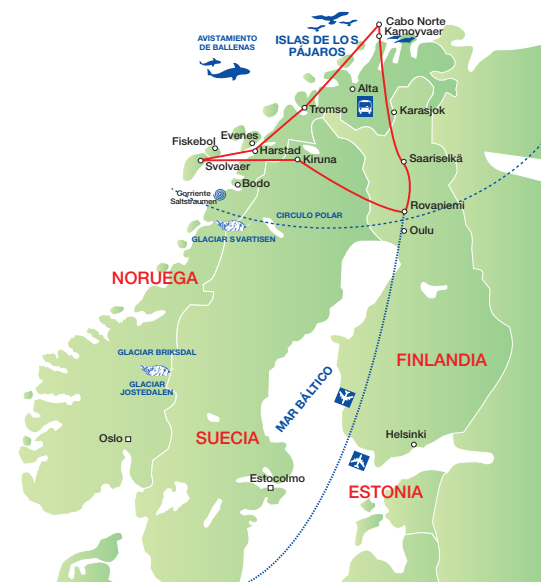 Cabo Norte
Kamoyvaer
AVISTAMIENTO
DE BALLENAS
ISLAS DE LOS
PÁJAROS
Alta
Tromso
Karasjok
Evenes
Fiskebol
Harstad
Svolvaer
Kiruna
Saariselkä
Bodo
Corriente
Saltstraumen
Rovaniemi
CIRCULO POLAR
Oulu
GLACIAR SVARTISEN
NORUEGA
GLACIAR BRIKSDAL
GLACIAR
JOSTEDALEN
FINLANDIA
MAR BÁLTICO
Oslo
SUECIA
Helsinki
Estocolmo
ESTONIA